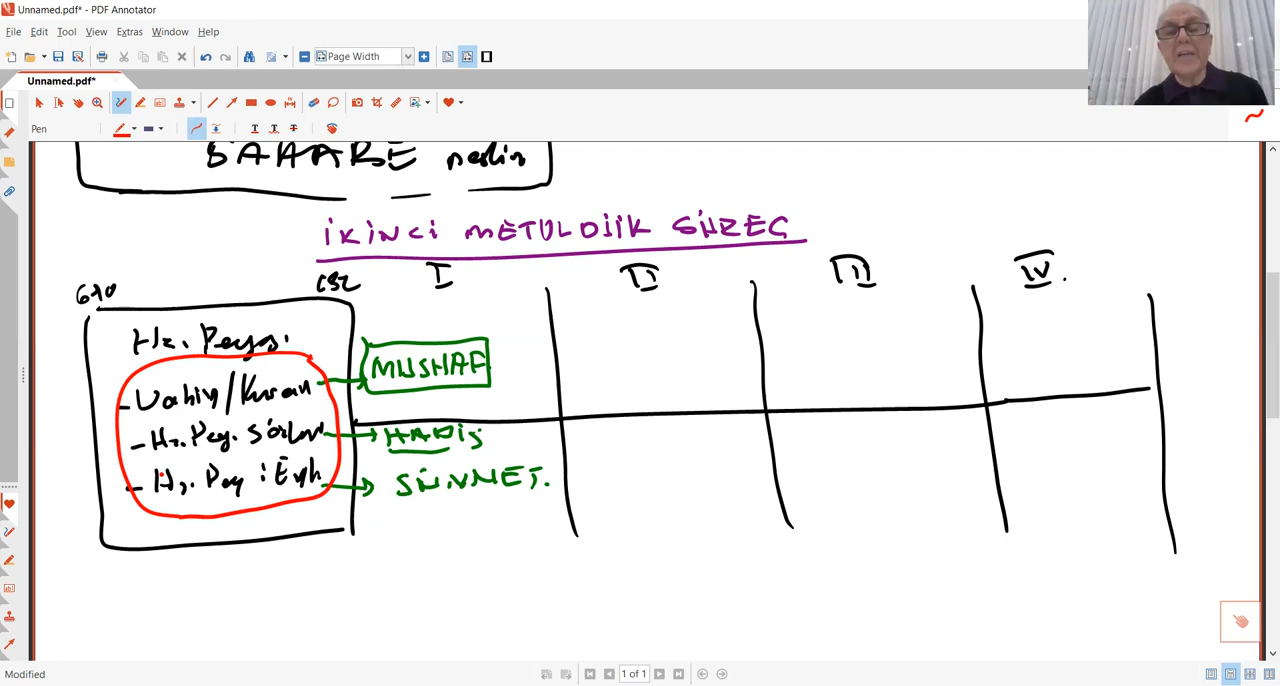 Unnamed.pdf* - PDF Annotator
File Edit Tool View Extras Window Help
Page Width
Unnamed.pdf*
Pen
İKİNCİ METULOJİK SÜREÇ
610 632 I II III IV.
Hz. Peyg.
MUSHAF
- Vahiy/Kuran
- Hz. Pey. Sözleri
HADİS
- Hz. Pey
SÜNNET.
Modified
1 of 1